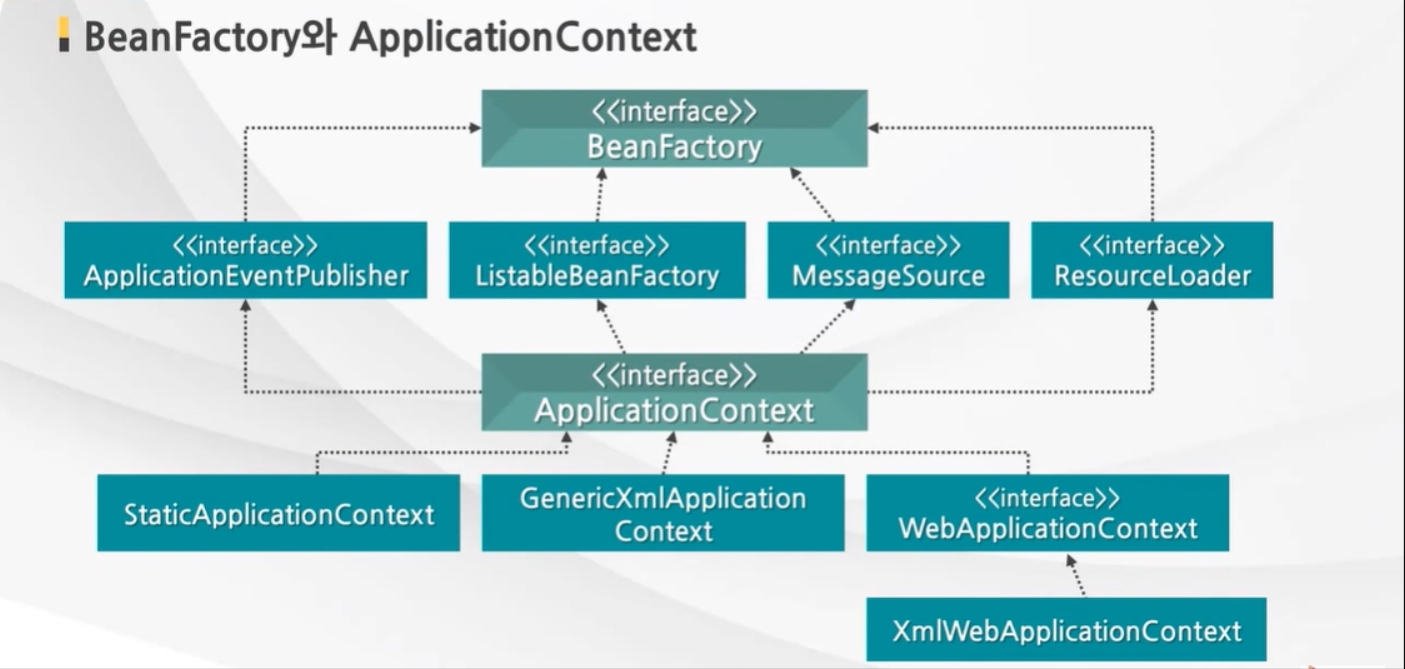 BeanFactory와 ApplicationContext
<<interface>>
BeanFactory
<<interface>>
ApplicationEventPublisher
<<interface>>
ListableBeanFactory
<<interface>>
MessageSource
<<interface>>
ResourceLoader
<<interface>>
ApplicationContext
StaticApplicationContext
GenericXmlApplication
Context
<<interface>>
WebApplicationContext
XmlWebApplicationContext